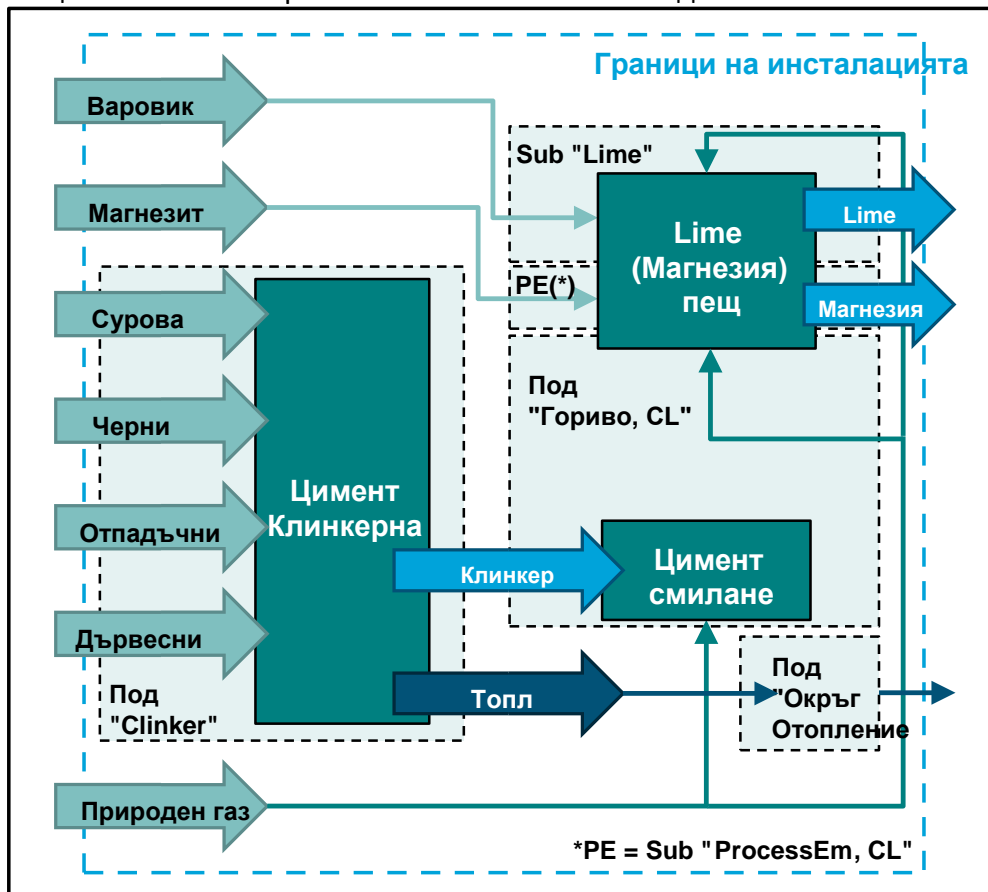 Граници на инсталацията
Варовик
Sub "Lime"
Lime
(Магнезия)
пещ
Lime
Магнезит
PE(*)
Магнезия
Сурова
Под
"Гориво, CL"
Черни
Цимент
Клинкерна
Отпадъчни
Клинкер
Цимент
смилане
Дървесни
Под
"Clinker"
Топл
Под
"Окръг
Отопление
Природен газ
*PE = Sub "ProcessEm, CL"